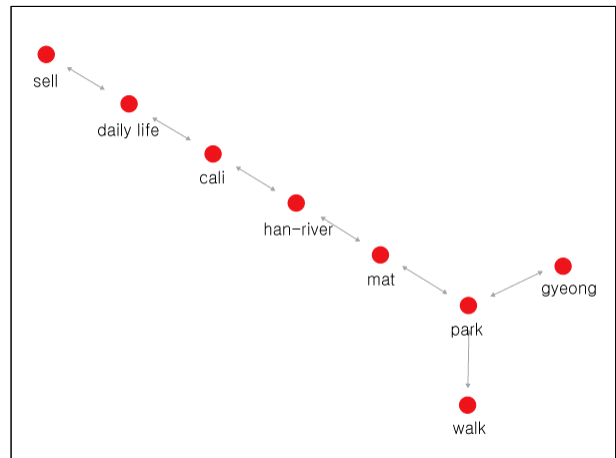 sell
daily life
cali
han-river
mat
gyeong
park
walk